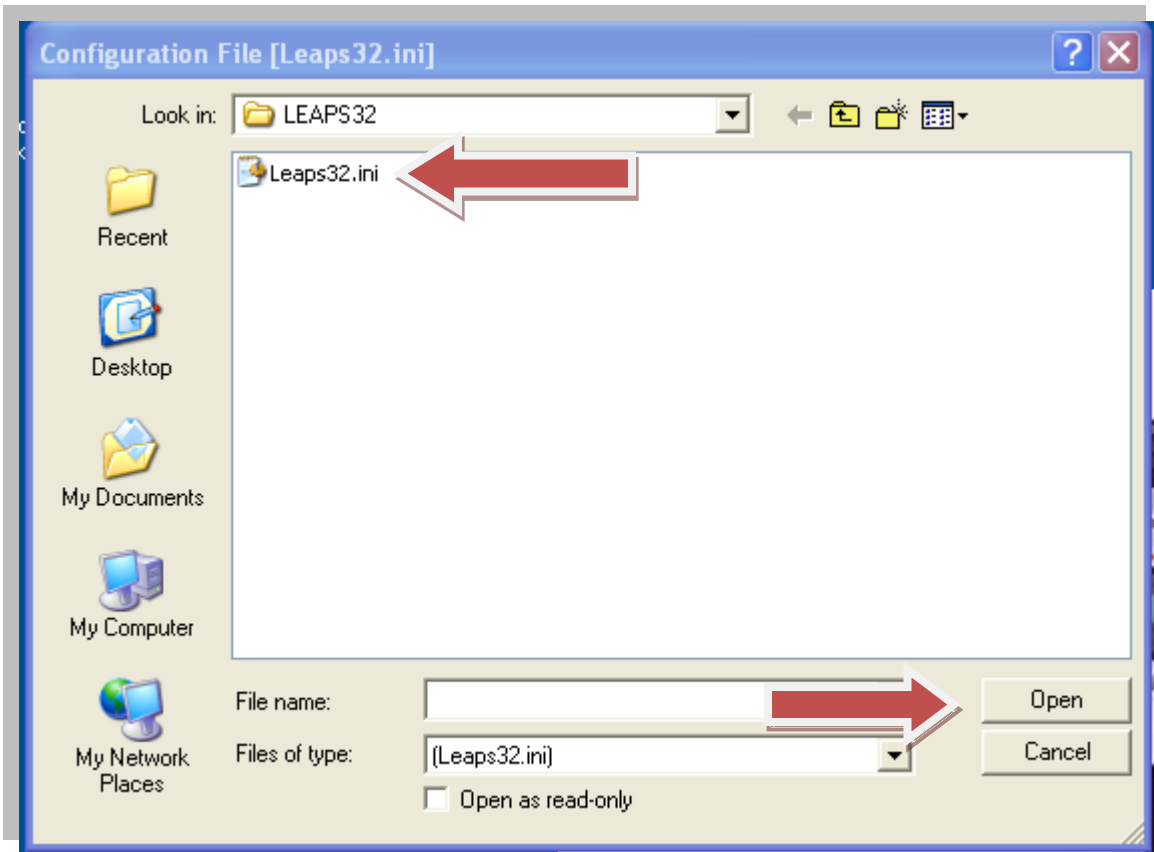 Configuration File [Leaps32.ini]
Look in: LEAPS32
Leaps32.ini
Recent
Desktop
My Documents
My Computer
My Network
Places
File name:
Open
Files of type: (Leaps32.ini)
Cancel
Open as read-only